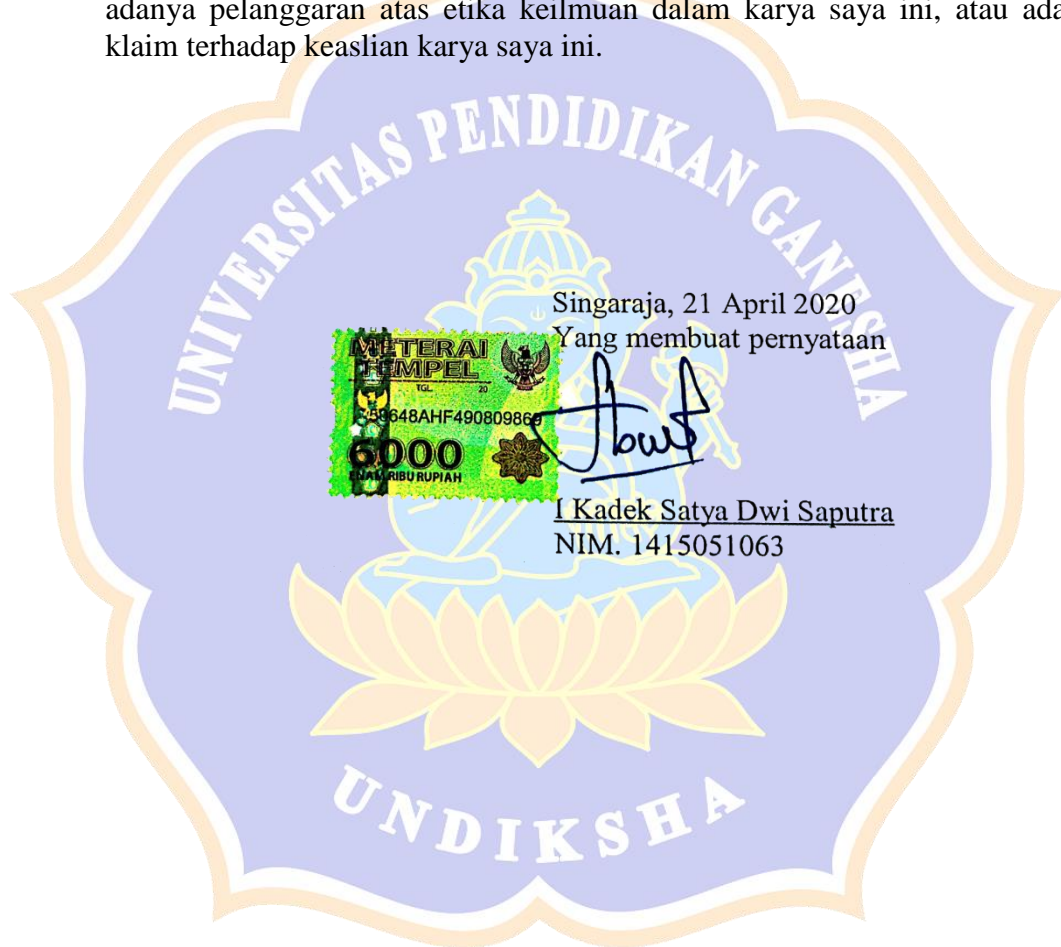 adanya pelanggaran atas etika keilmuan dalam karya saya ini, atau ada
klaim terhadap keaslian karya saya ini.
UNIVERSITAS PENDIDIKAN GANESHA
Singaraja, 21 April 2020
Yang membuat pernyataan
METERAI
TEMPEL
TGL. 20
648AHF490809869
6000
ENAM RIBU RUPIAH
I Kadek Satya Dwi Saputra
NIM. 1415051063
UNDIKSHA